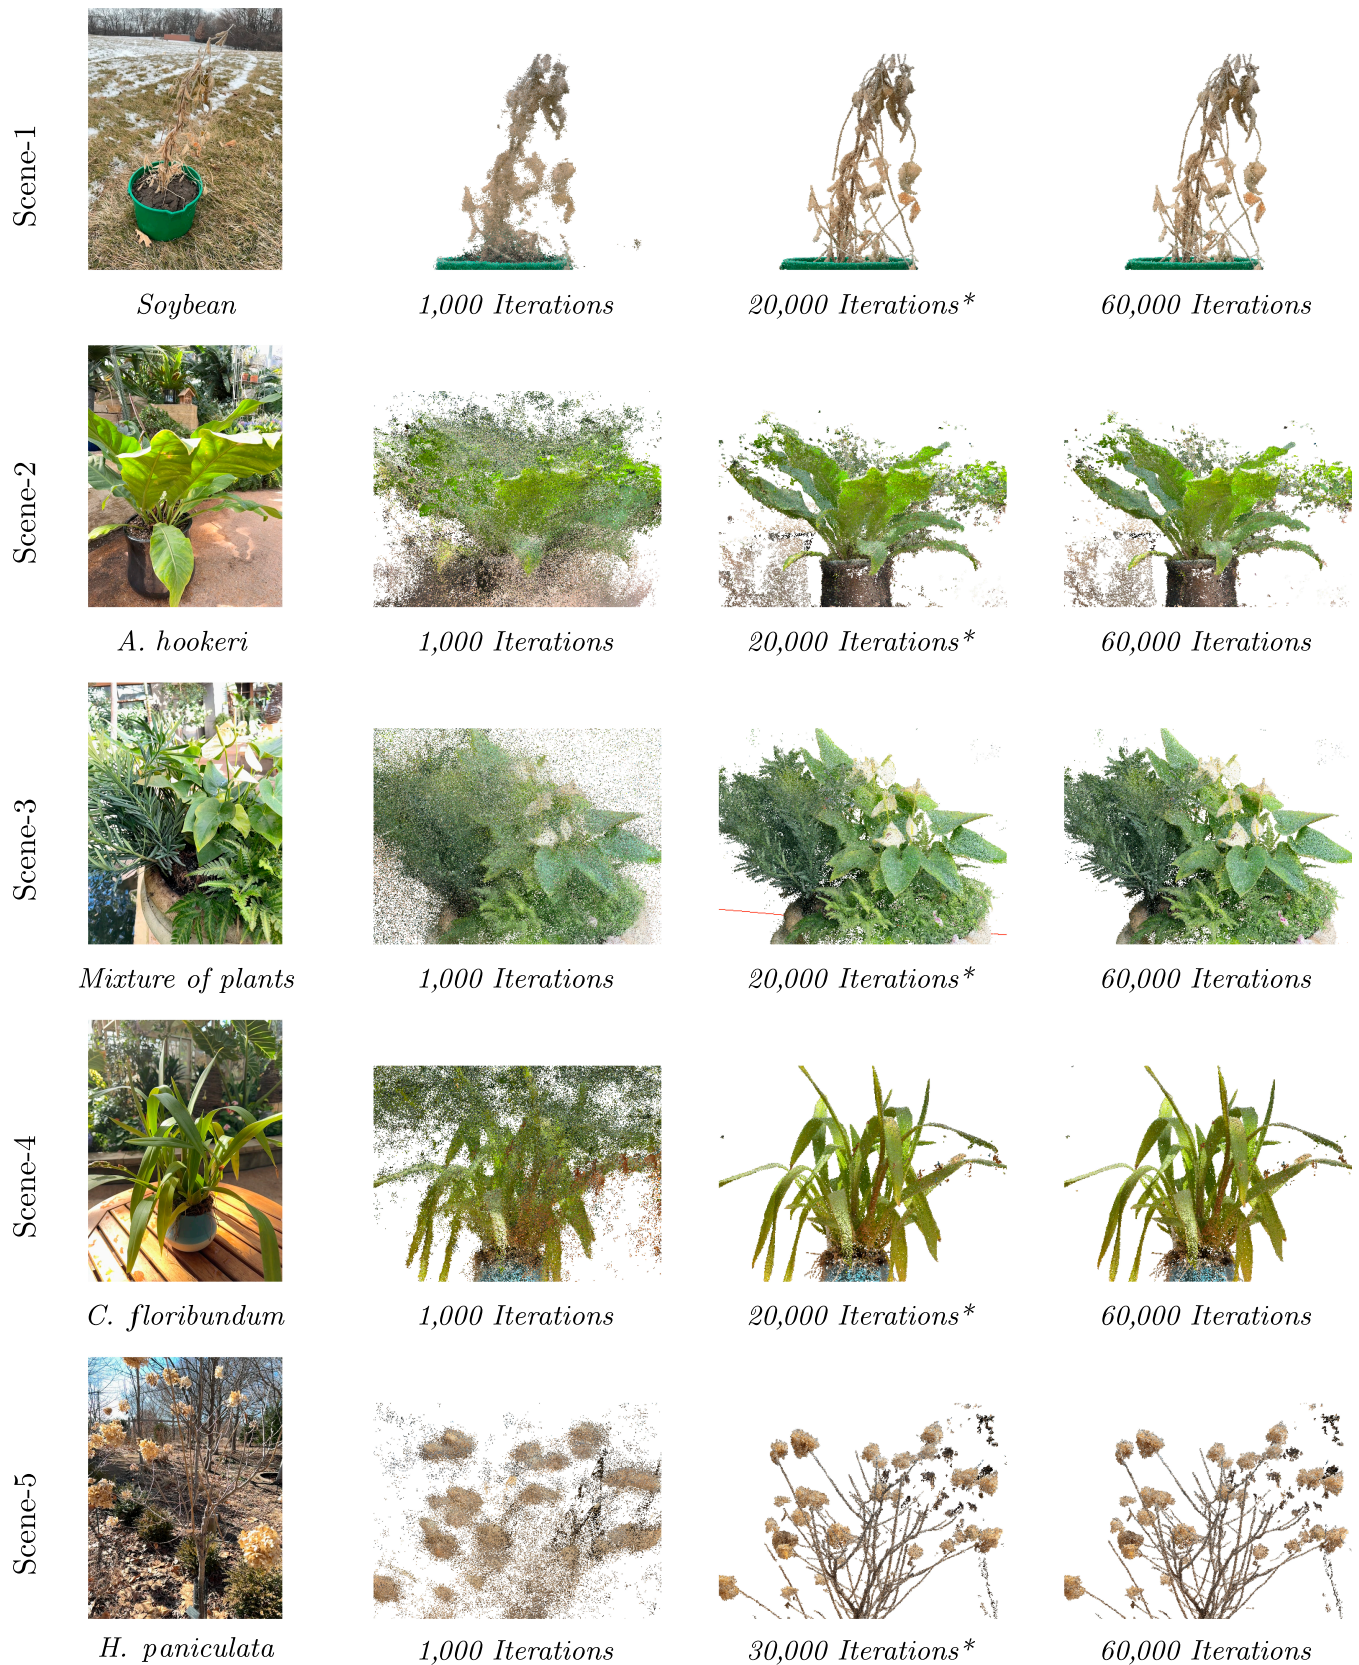 Scene-1
Soybean
1,000 Iterations
20,000 Iterations*
60,000 Iterations
Scene-2
A. hookeri
1,000 Iterations
20,000 Iterations*
60,000 Iterations
Scene-3
Mixture of plants
1,000 Iterations
20,000 Iterations*
60,000 Iterations
Scene-4
C. floribundum
1,000 Iterations
20,000 Iterations*
60,000 Iterations
Scene-5
H. paniculata
1,000 Iterations
30,000 Iterations*
60,000 Iterations